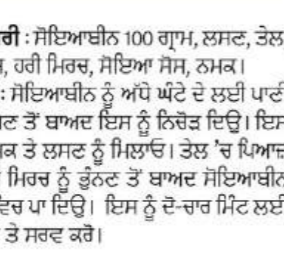 ਰੀ : ਸੋਇਆਬੀਨ 100 ਗ੍ਰਾਮ, ਲਸਣ, ਤੇਲ
, ਹਰੀ ਮਿਰਚ, ਸੋਇਆ ਸੋਸ, ਨਮਕ।
: ਸੋਇਆਬੀਨ ਨੂੰ ਅੱਧੇ ਘੰਟੇ ਦੇ ਲਈ ਪਾਣੀ
ਣ ਤੋਂ ਬਾਅਦ ਇਸ ਨੂੰ ਨਿਚੋੜ ਦਿਉ। ਇਸ
ਕ ਤੇ ਲਸਣ ਨੂੰ ਮਿਲਾਓ। ਤੇਲ ’ਚ ਪਿਆਜ਼
ਮਿਰਚ ਨੂੰ ਭੁੰਨਣ ਤੋਂ ਬਾਅਦ ਸੋਇਆਬੀਨ
ਵਿਚ ਪਾ ਦਿਉ। ਇਸ ਨੂੰ ਦੋ-ਚਾਰ ਮਿੰਟ ਲਈ
ਤੇ ਸਰਵ ਕਰੋ।